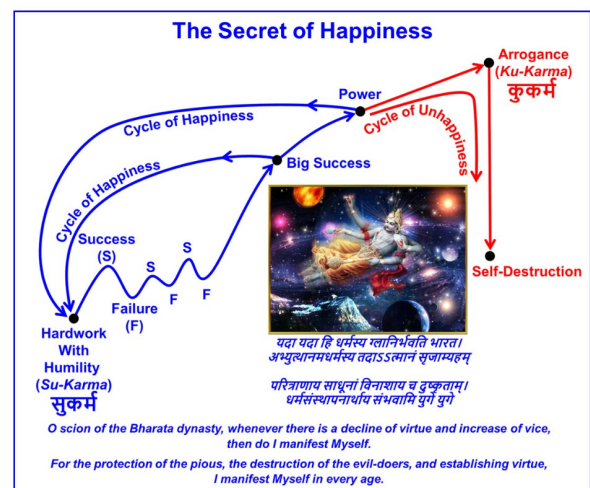 The Secret of Happiness
Arrogance
(Ku-Karma)
कुकर्म
Power
Cycle of Happiness
Cycle of Unhappiness
Cycle of Happiness
Big Success
Success
(S)
S
S
Failure
(F)
F
F
Self-Destruction
Hardwork
With
Humility
(Su-Karma)
सुकर्म
यदा यदा हि धर्मस्य ग्लानिर्भवति भारत।
अभ्युत्थानमधर्मस्य तदाऽऽत्मानं सृजाम्यहम्
परित्राणाय साधूनां विनाशाय च दुष्कृताम्।
धर्मसंस्थापनार्थाय संभवामि युगे युगे
O scion of the Bharata dynasty, whenever there is a decline of virtue and increase of vice,
then do I manifest Myself.
For the protection of the pious, the destruction of the evil-doers, and establishing virtue,
I manifest Myself in every age.